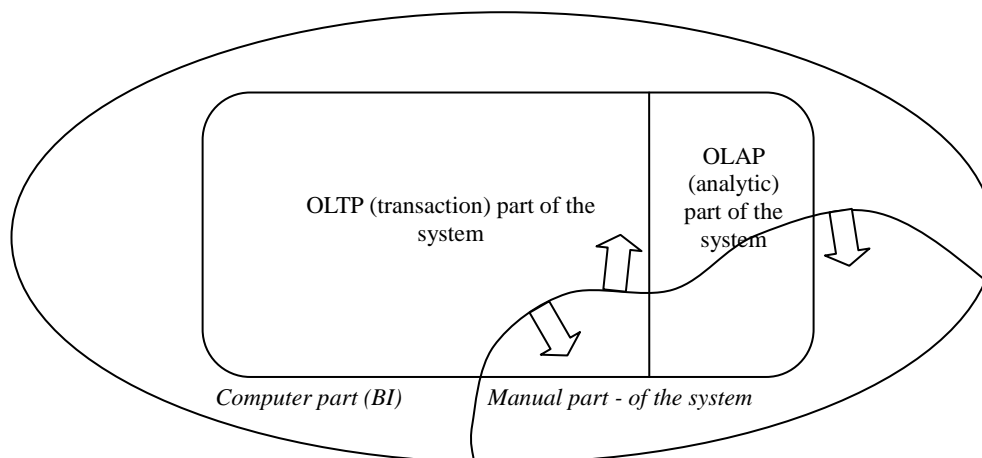 OLTP (transaction) part of the
system
OLAP
(analytic)
part of the
system
Computer part (BI)
Manual part - of the system